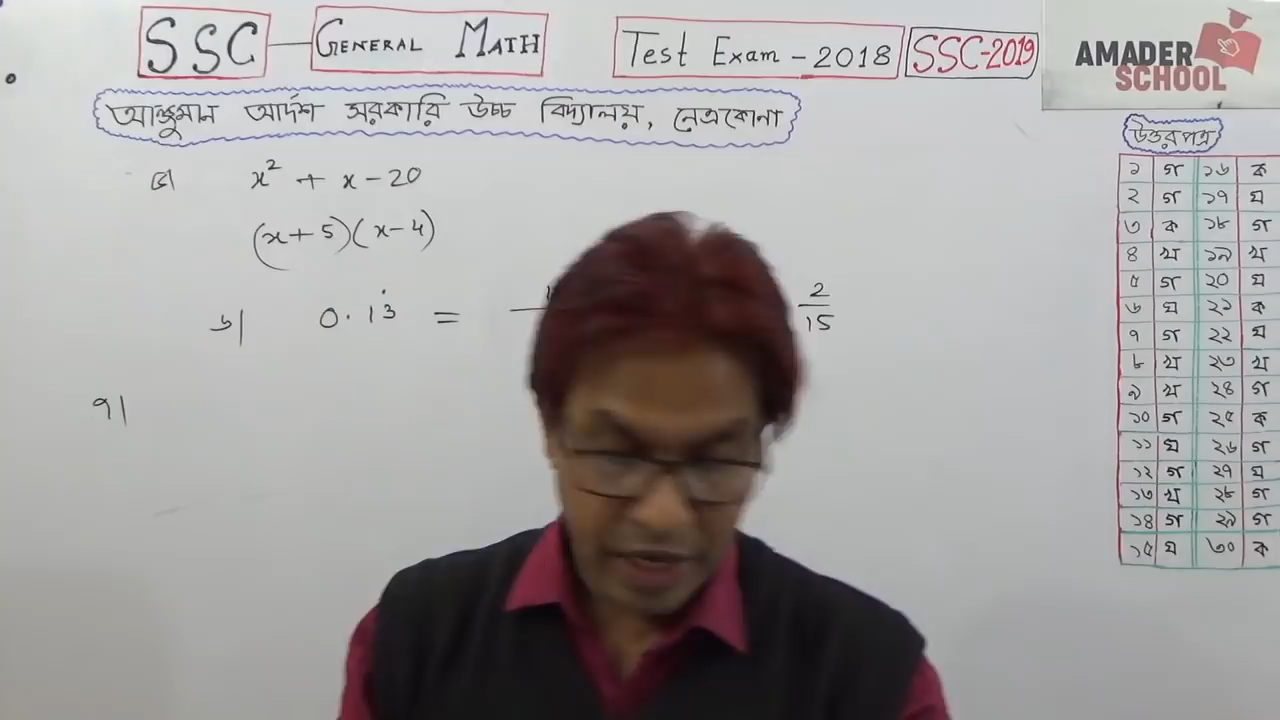 SSC — GENERAL MATH Test Exam - 2018 SSC-2019
AMADER SCHOOL
আঞ্জুমান আদর্শ সরকারি উচ্চ বিদ্যালয়, নেত্রকোনা
৫। x² + x - 20
(x + 5)(x - 4)
৬। 0.13̇ = 2/15
৭।
উত্তরপত্র
১ গ ১৬ ক
২ গ ১৭ ঘ
৩ ক ১৮ গ
৪ খ ১৯ খ
৫ গ ২০ ঘ
৬ ঘ ২১ ক
৭ গ ২২ ঘ
৮ খ ২৩ খ
৯ খ ২৪ গ
১০ গ ২৫ ক
১১ ঘ ২৬ গ
১২ গ ২৭ ঘ
১৩ খ ২৮ গ
১৪ গ ২৯ গ
১৫ ঘ ৩০ ক